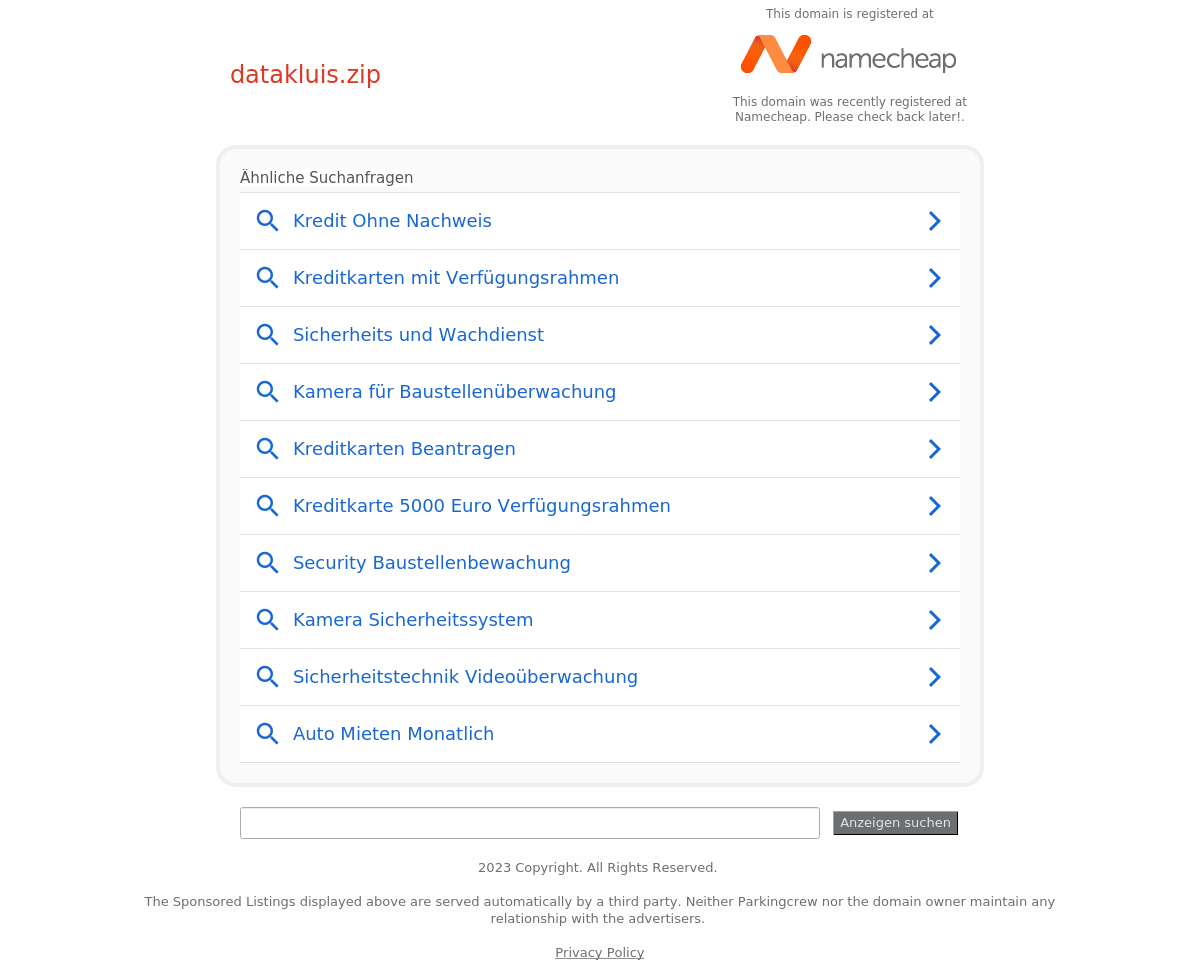 This domain is registered at
namecheap
datakluis.zip
This domain was recently registered at
Namecheap. Please check back later!.
Ähnliche Suchanfragen
Kredit Ohne Nachweis
Kreditkarten mit Verfügungsrahmen
Sicherheits und Wachdienst
Kamera für Baustellenüberwachung
Kreditkarten Beantragen
Kreditkarte 5000 Euro Verfügungsrahmen
Security Baustellenbewachung
Kamera Sicherheitssystem
Sicherheitstechnik Videoüberwachung
Auto Mieten Monatlich
Anzeigen suchen
2023 Copyright. All Rights Reserved.
The Sponsored Listings displayed above are served automatically by a third party. Neither Parkingcrew nor the domain owner maintain any
relationship with the advertisers.
Privacy Policy